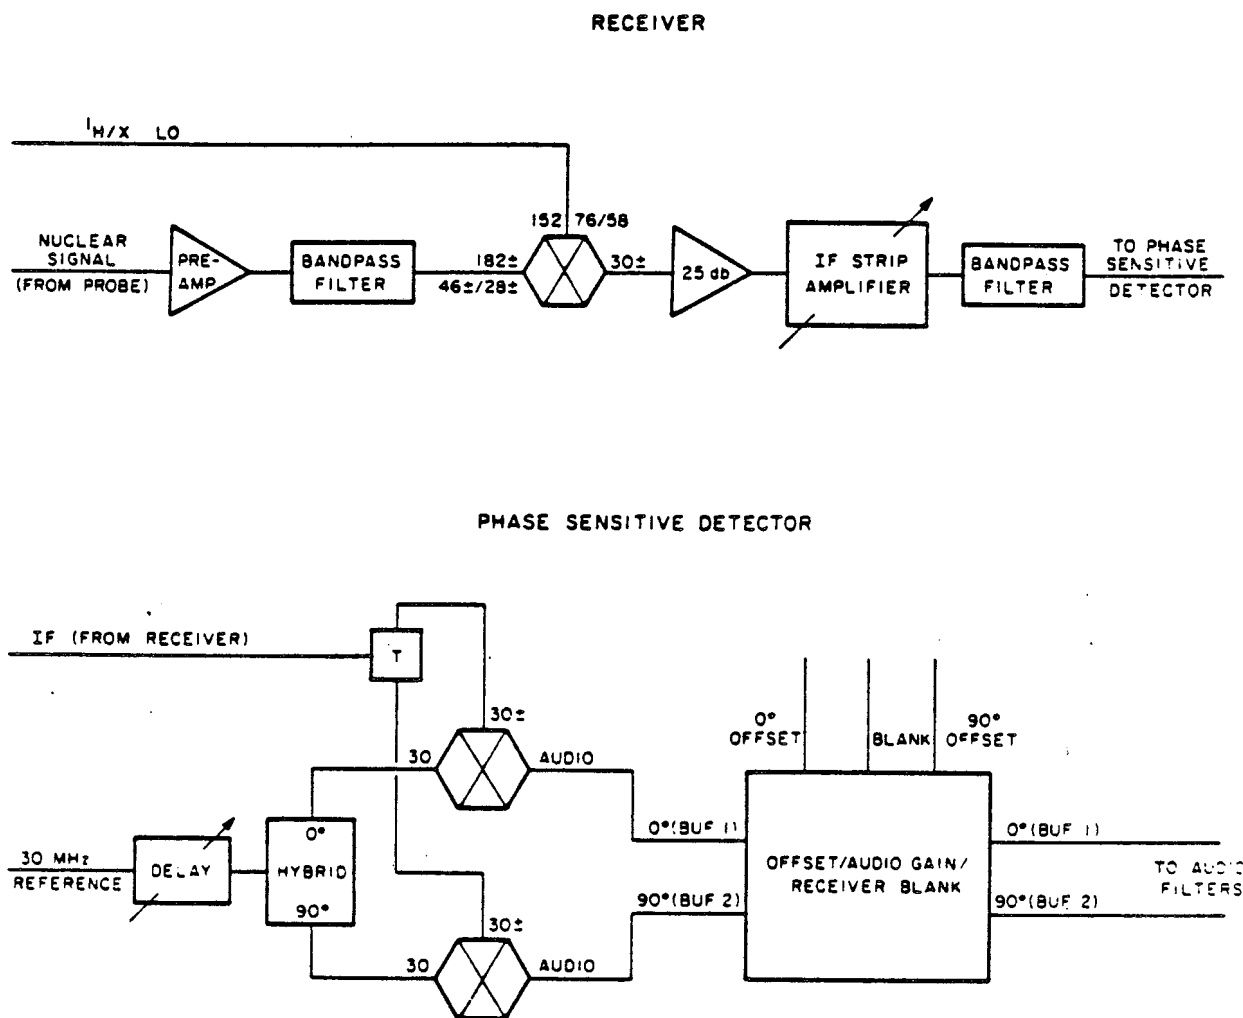 RECEIVER
¹H/X LO
152 76/58
NUCLEAR
SIGNAL
(FROM PROBE)
PRE-
AMP
BANDPASS
FILTER
182±
46±/28±
30±
25 db
IF STRIP
AMPLIFIER
BANDPASS
FILTER
TO PHASE
SENSITIVE
DETECTOR
PHASE SENSITIVE DETECTOR
IF (FROM RECEIVER)
T
30±
30
AUDIO
0°
OFFSET
BLANK
90°
OFFSET
30 MHz
REFERENCE
DELAY
0°
HYBRID
90°
0°(BUF 1)
90°(BUF 2)
OFFSET/AUDIO GAIN/
RECEIVER BLANK
0°(BUF 1)
90°(BUF 2)
TO AUDIO
FILTERS
30±
30
AUDIO